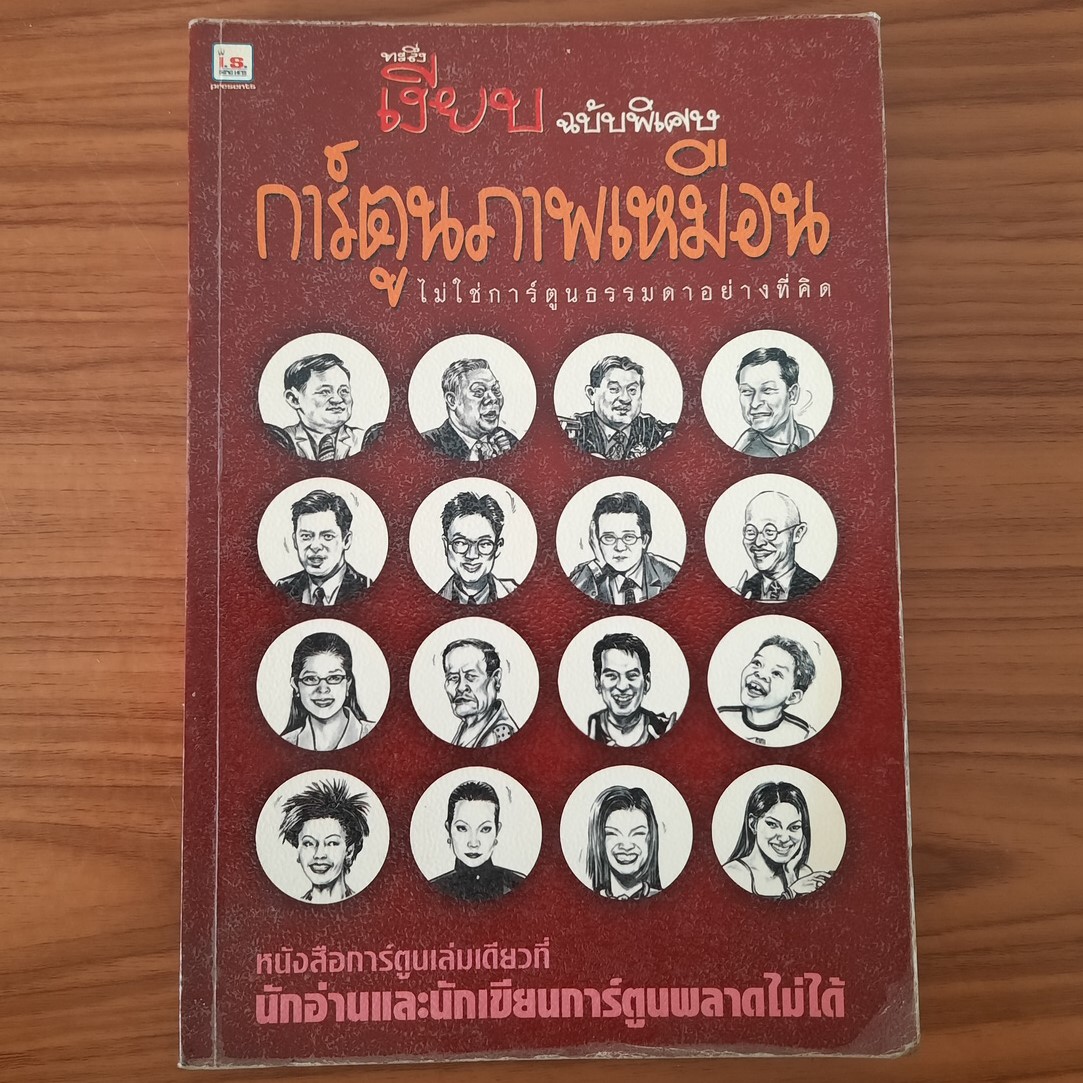 i.s.
presents
ทะลึ่ง
เงียบ ฉบับพิเศษ
การ์ตูนภาพเหมือน
ไม่ใช่การ์ตูนธรรมดาอย่างที่คิด
หนังสือการ์ตูนเล่มเดียวที่
นักอ่านและนักเขียนการ์ตูนพลาดไม่ได้